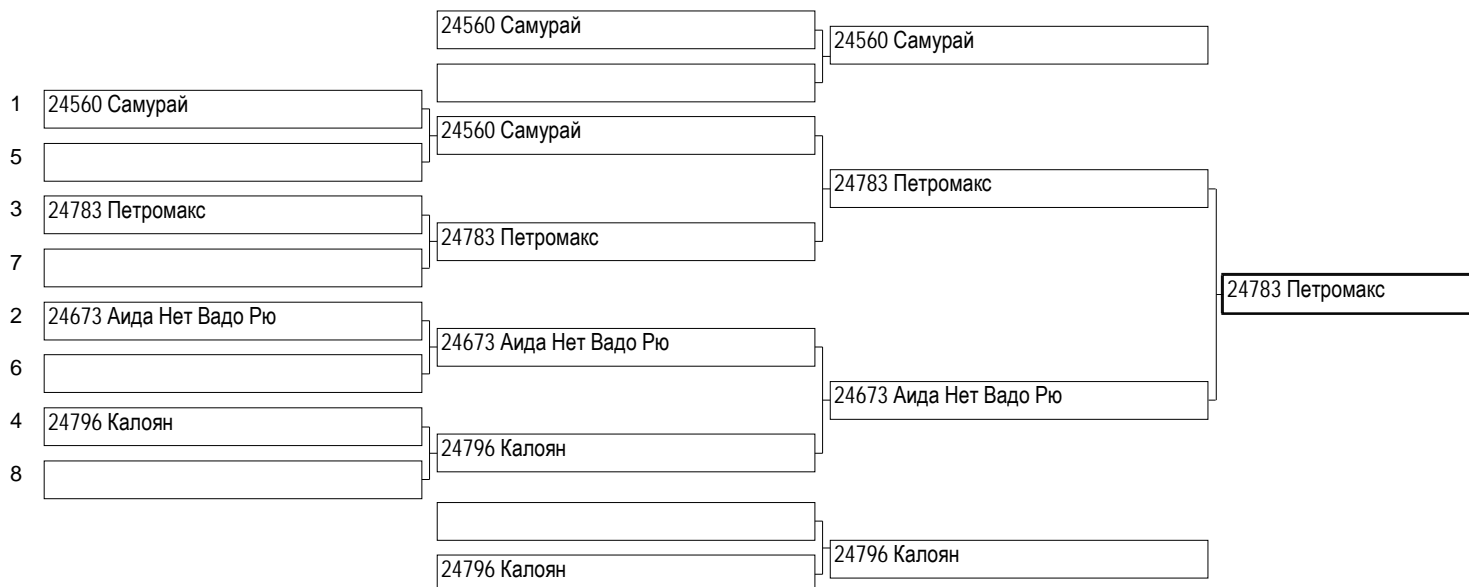 24560 Самурай
24560 Самурай
1 24560 Самурай
24560 Самурай
5
24783 Петромакс
3 24783 Петромакс
24783 Петромакс
7
24783 Петромакс
2 24673 Аида Нет Вадо Рю
24673 Аида Нет Вадо Рю
6
24673 Аида Нет Вадо Рю
4 24796 Калоян
24796 Калоян
8
24796 Калоян
24796 Калоян